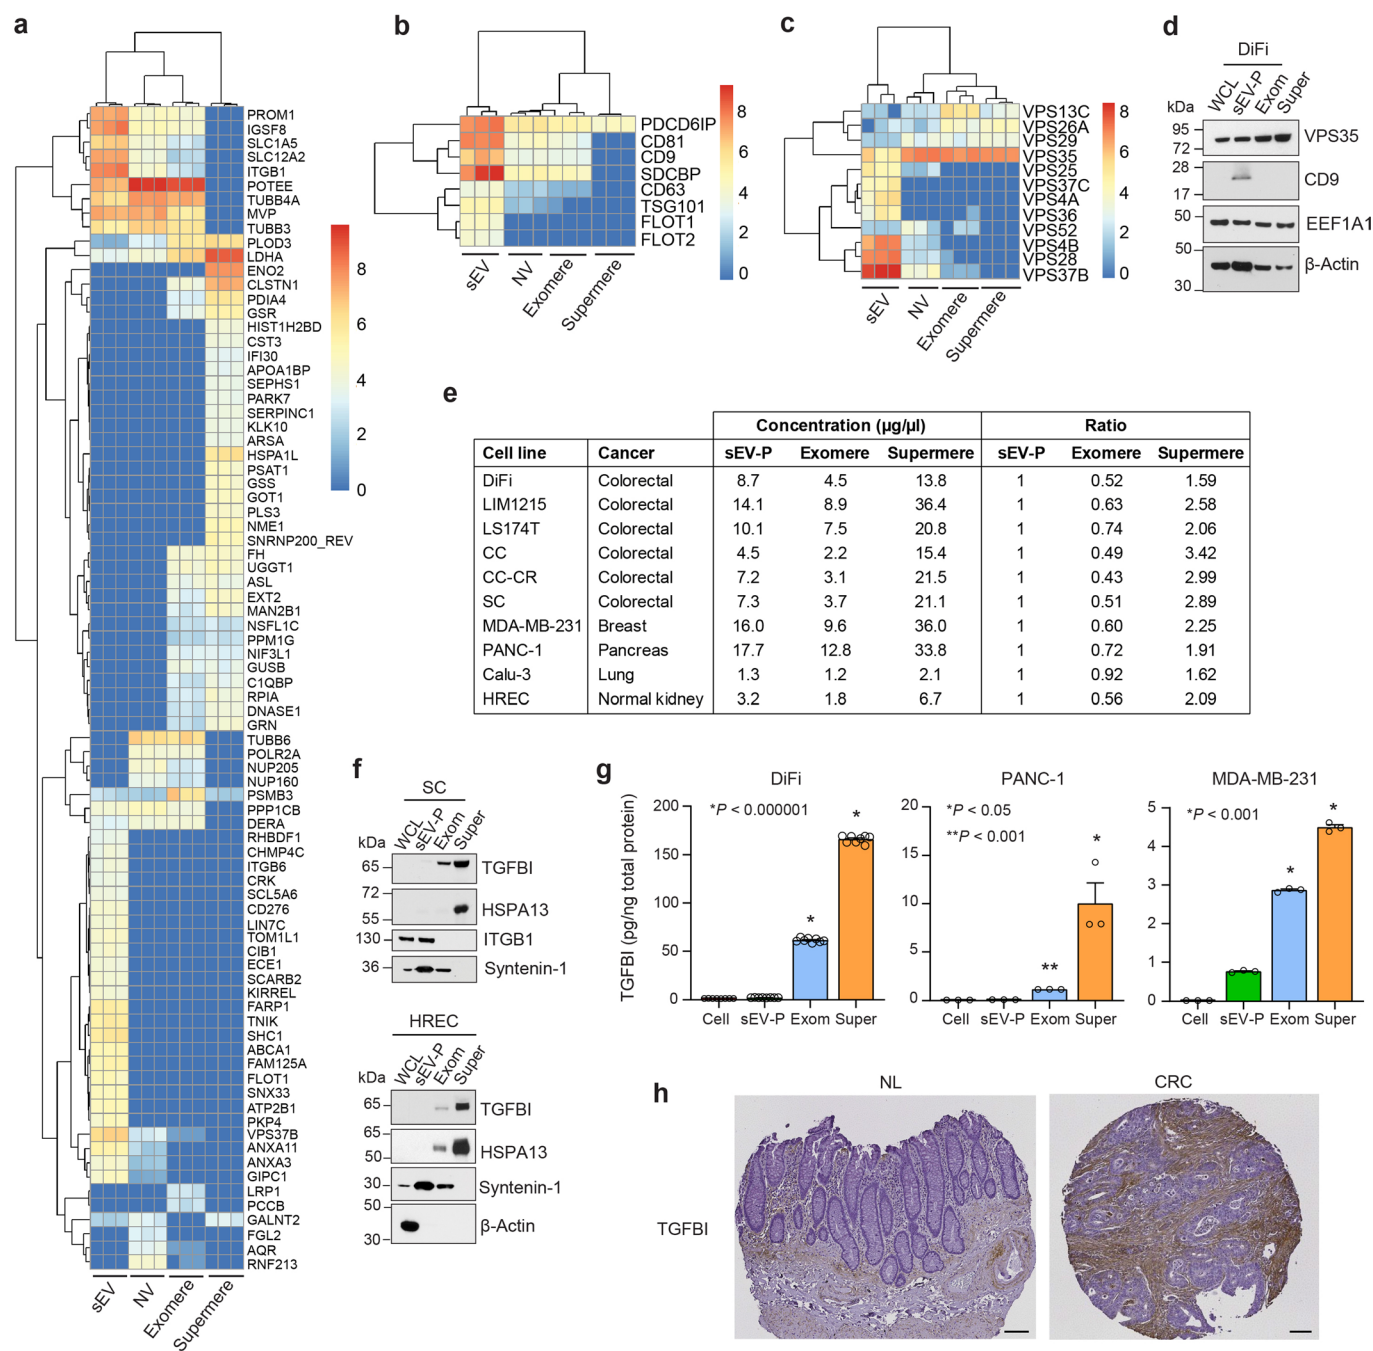 a
PROM1
IGSF8
SLC1A5
SLC12A2
ITGB1
POTEE
TUBB4A
MVP
TUBB3
PLOD3
LDHA
ENO2
CLSTN1
PDIA4
GSR
HIST1H2BD
CST3
IFI30
APOA1BP
SEPHS1
PARK7
SERPINC1
KLK10
ARSA
HSPA1L
PSAT1
GSS
GOT1
PLS3
NME1
SNRNP200_REV
FH
UGGT1
ASL
EXT2
MAN2B1
NSFL1C
PPM1G
NIF3L1
GUSB
C1QBP
RPIA
DNASE1
GRN
TUBB6
POLR2A
NUP205
NUP160
PSMB3
PPP1CB
DERA
RHBDF1
CHMP4C
ITGB6
CRK
SCL5A6
CD276
LIN7C
TOM1L1
CIB1
ECE1
SCARB2
KIRREL
FARP1
TNIK
SHC1
ABCA1
FAM125A
FLOT1
SNX33
ATP2B1
PKP4
VPS37B
ANXA11
ANXA3
GIPC1
LRP1
PCCB
GALNT2
FGL2
AQR
RNF213
8
6
4
2
0
sEV NV Exomere Supermere
b
PDCD6IP
CD81
CD9
SDCBP
CD63
TSG101
FLOT1
FLOT2
8
6
4
2
0
sEV NV Exomere Supermere
c
VPS13C
VPS26A
VPS29
VPS35
VPS25
VPS37C
VPS4A
VPS36
VPS52
VPS4B
VPS28
VPS37B
8
6
4
2
0
sEV NV Exomere Supermere
d
DiFi
kDa WCL sEV-P Exom Super
95
72
VPS35
28
17
CD9
50
EEF1A1
50
30
β-Actin
e
Concentration (µg/µl) Ratio
Cell line Cancer sEV-P Exomere Supermere sEV-P Exomere Supermere
DiFi Colorectal 8.7 4.5 13.8 1 0.52 1.59
LIM1215 Colorectal 14.1 8.9 36.4 1 0.63 2.58
LS174T Colorectal 10.1 7.5 20.8 1 0.74 2.06
CC Colorectal 4.5 2.2 15.4 1 0.49 3.42
CC-CR Colorectal 7.2 3.1 21.5 1 0.43 2.99
SC Colorectal 7.3 3.7 21.1 1 0.51 2.89
MDA-MB-231 Breast 16.0 9.6 36.0 1 0.60 2.25
PANC-1 Pancreas 17.7 12.8 33.8 1 0.72 1.91
Calu-3 Lung 1.3 1.2 2.1 1 0.92 1.62
HREC Normal kidney 3.2 1.8 6.7 1 0.56 2.09
f
SC
kDa WCL sEV-P Exom Super
65
TGFBI
72
55
HSPA13
130
ITGB1
36
Syntenin-1
HREC
kDa WCL sEV-P Exom Super
65
TGFBI
65
50
HSPA13
30
Syntenin-1
50
30
β-Actin
g
TGFBI (pg/ng total protein)
DiFi
*P < 0.000001
200
150
100
50
0
* *
Cell sEV-P Exom Super
PANC-1
*P < 0.05
**P < 0.001
20
15
10
5
0
** *
Cell sEV-P Exom Super
MDA-MB-231
*P < 0.001
5
4
3
2
1
0
* *
Cell sEV-P Exom Super
h
NL CRC
TGFBI